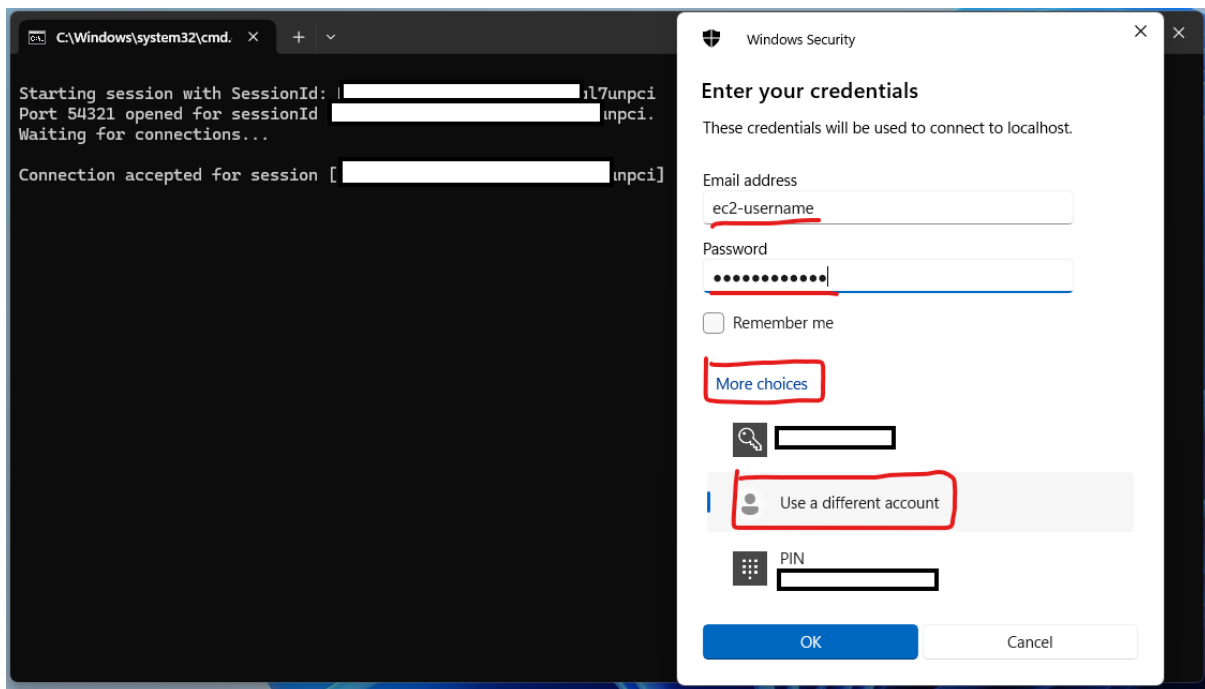 C:\Windows\system32\cmd.
Starting session with SessionId: al7unpci
Port 54321 opened for sessionId unpci.
Waiting for connections...
Connection accepted for session [ unpci]
Windows Security
Enter your credentials
These credentials will be used to connect to localhost.
Email address
ec2-username
Password
●●●●●●●●●●●●
Remember me
More choices
Use a different account
PIN
OK Cancel